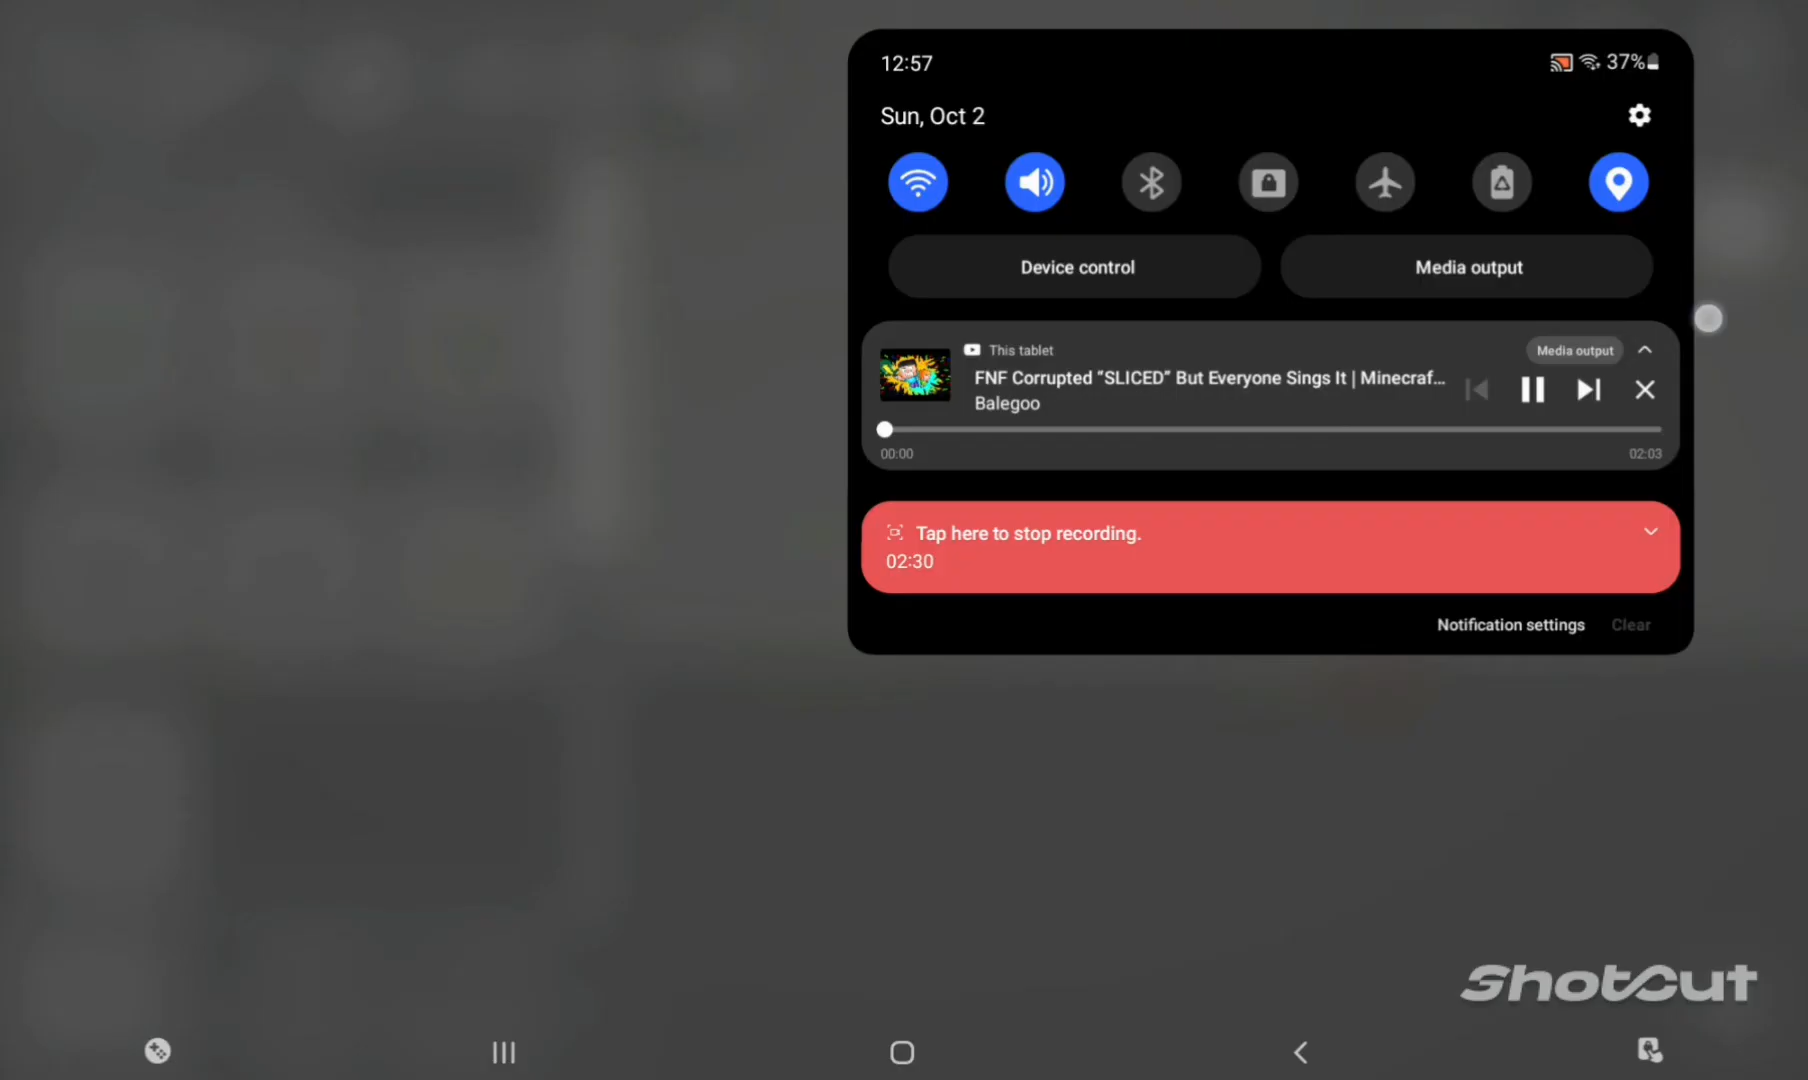 12:57
37%
Sun, Oct 2
Device control
Media output
This tablet
Media output
FNF Corrupted “SLICED” But Everyone Sings It | Minecraf...
Balegoo
00:00
02:03
Tap here to stop recording.
02:30
Notification settings
Clear
ShotCut